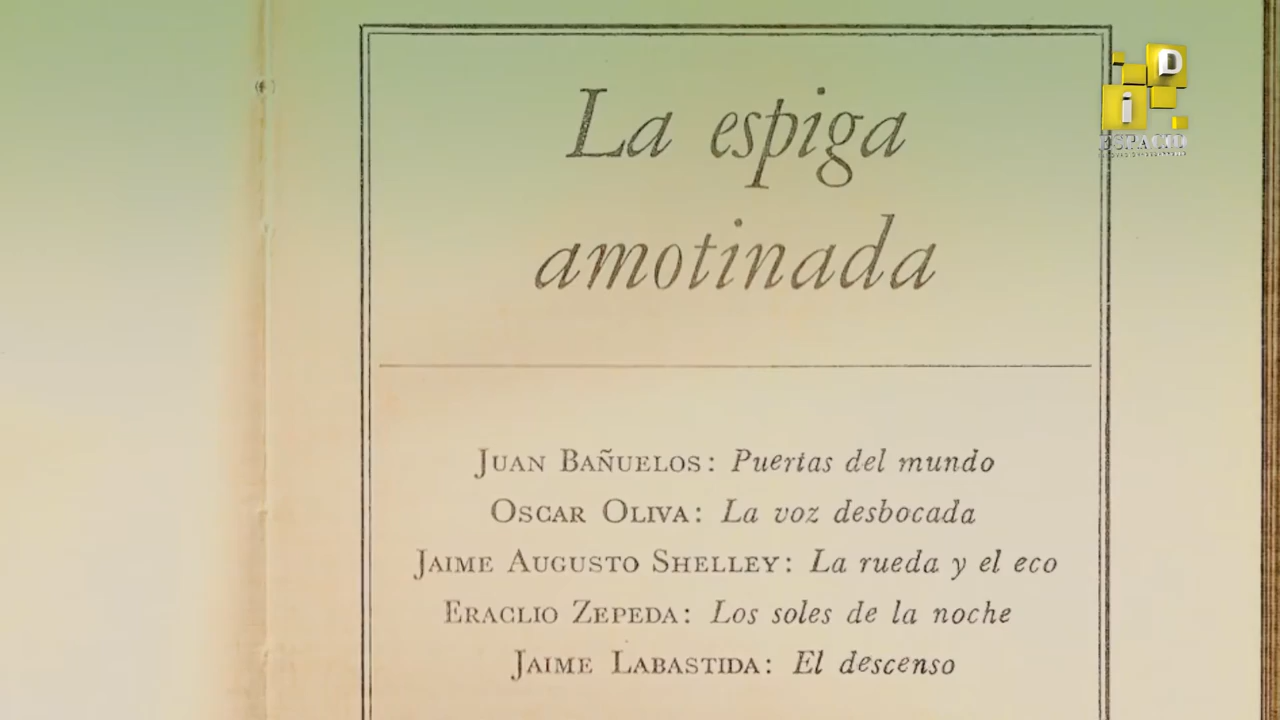 La espiga
amotinada
D
i
ESPACIO
JUAN BAÑUELOS: Puertas del mundo
OSCAR OLIVA: La voz desbocada
JAIME AUGUSTO SHELLEY: La rueda y el eco
ERACLIO ZEPEDA: Los soles de la noche
JAIME LABASTIDA: El descenso